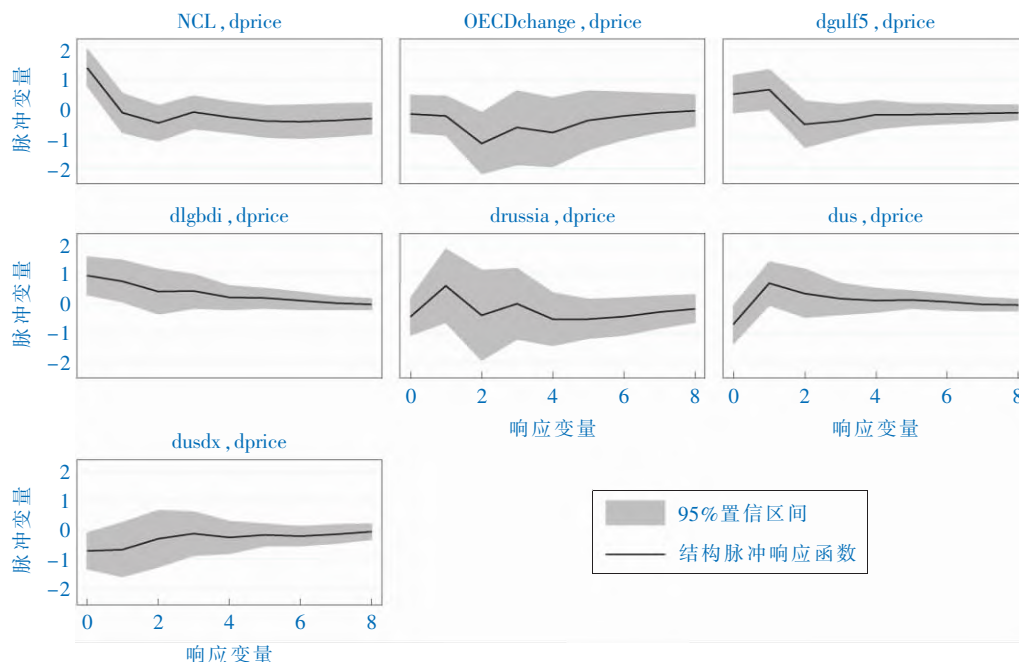 NCL,dprice
OECDchange,dprice
dgulf5,dprice
脉冲变量
2
1
0
−1
−2
dlgbdi,dprice
drussia,dprice
dus,dprice
脉冲变量
2
1
0
−1
−2
0 2 4 6 8
0 2 4 6 8
响应变量
响应变量
dusdx,dprice
脉冲变量
2
1
0
−1
−2
0 2 4 6 8
响应变量
95%置信区间
结构脉冲响应函数